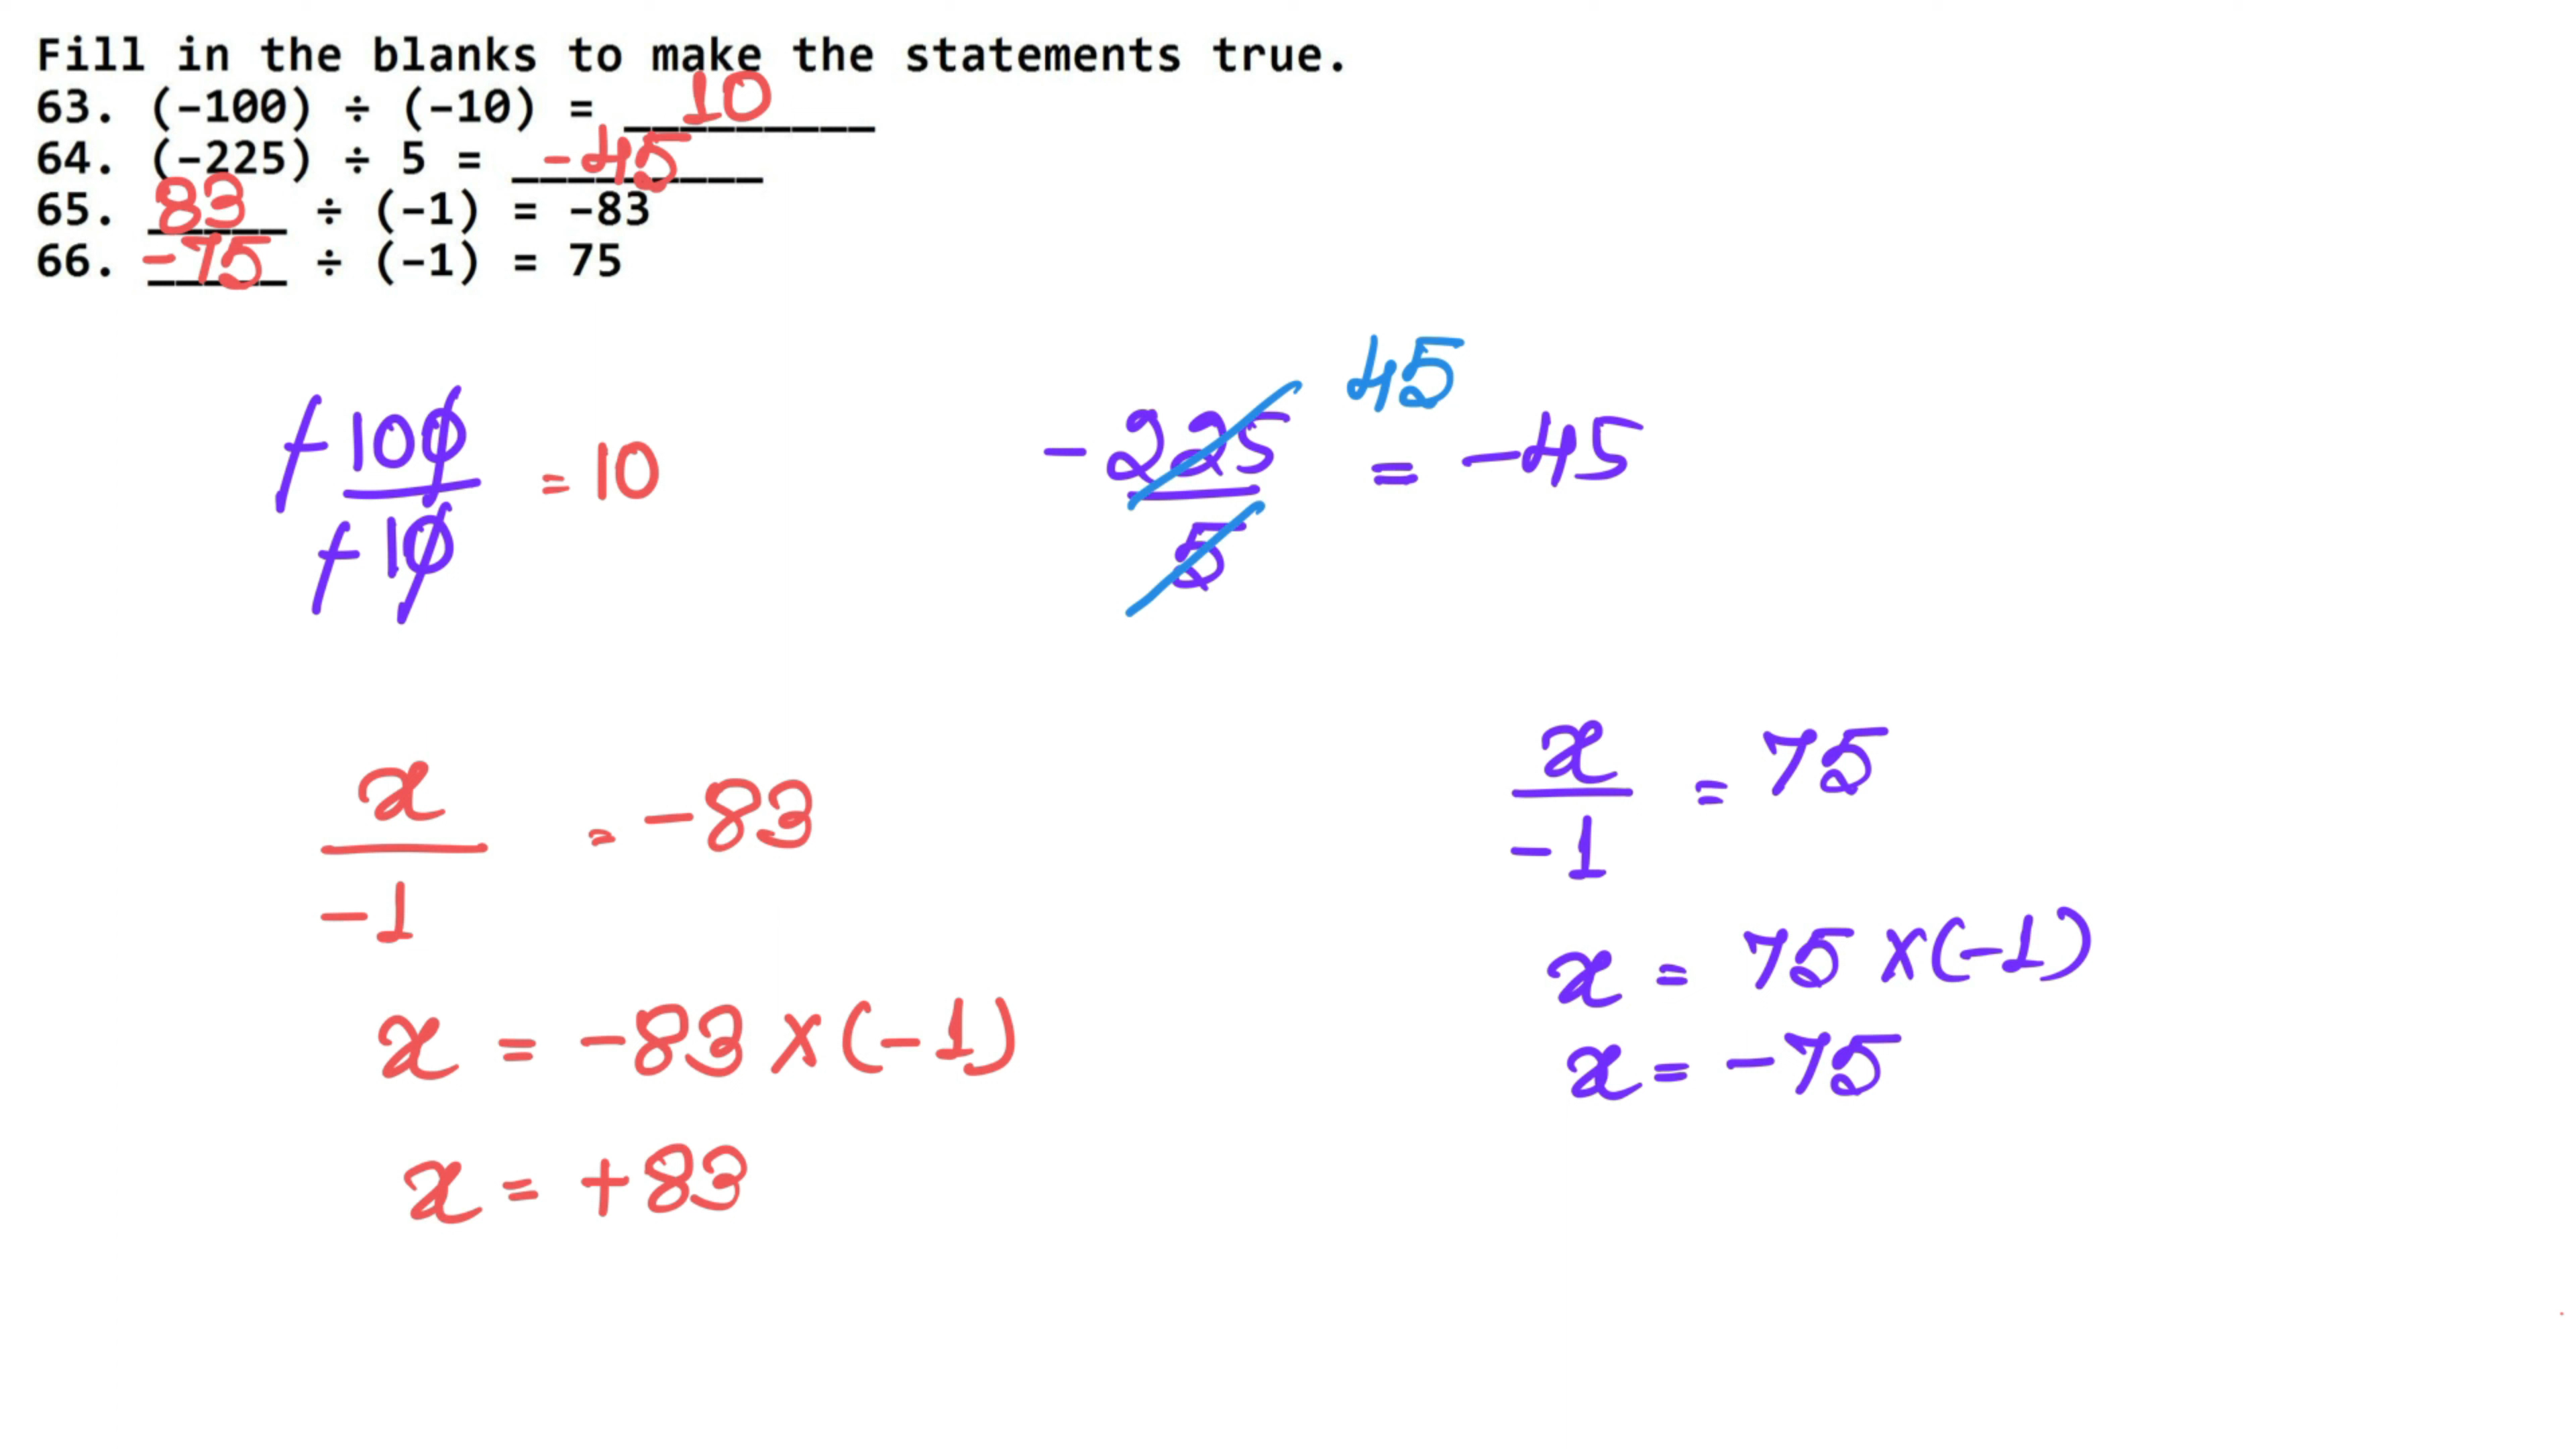 Fill in the blanks to make the statements true.
63. (-100) ÷ (-10) = 10
64. (-225) ÷ 5 = -45
65. 83 ÷ (-1) = -83
66. -75 ÷ (-1) = 75
-100
-10
= 10
-225
5
45
= -45
x
-1
= -83
x = -83 x (-1)
x = +83
x
-1
= 75
x = 75 x (-1)
x = -75